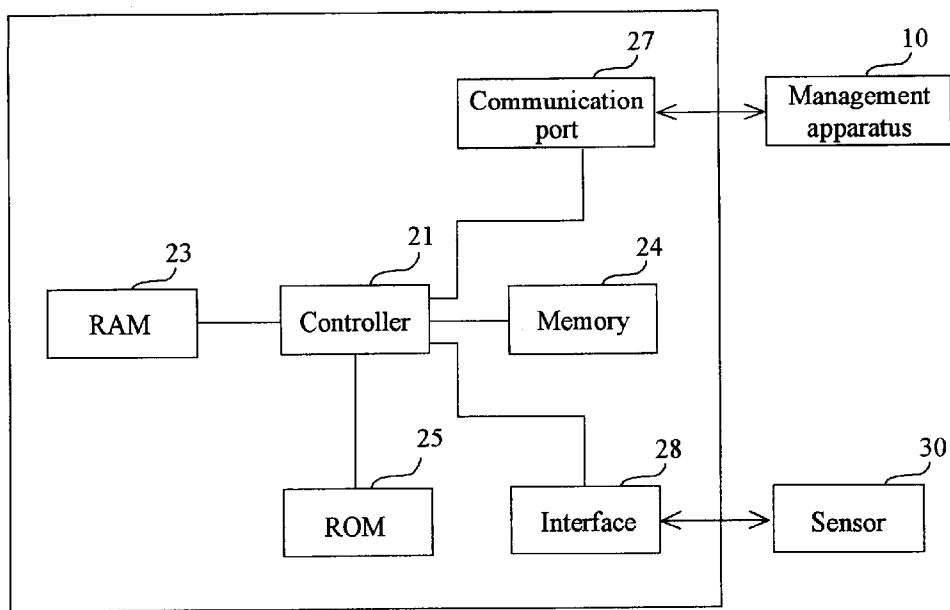 27
Communication
port
10
Management
apparatus
23
RAM
21
Controller
24
Memory
25
ROM
28
Interface
30
Sensor